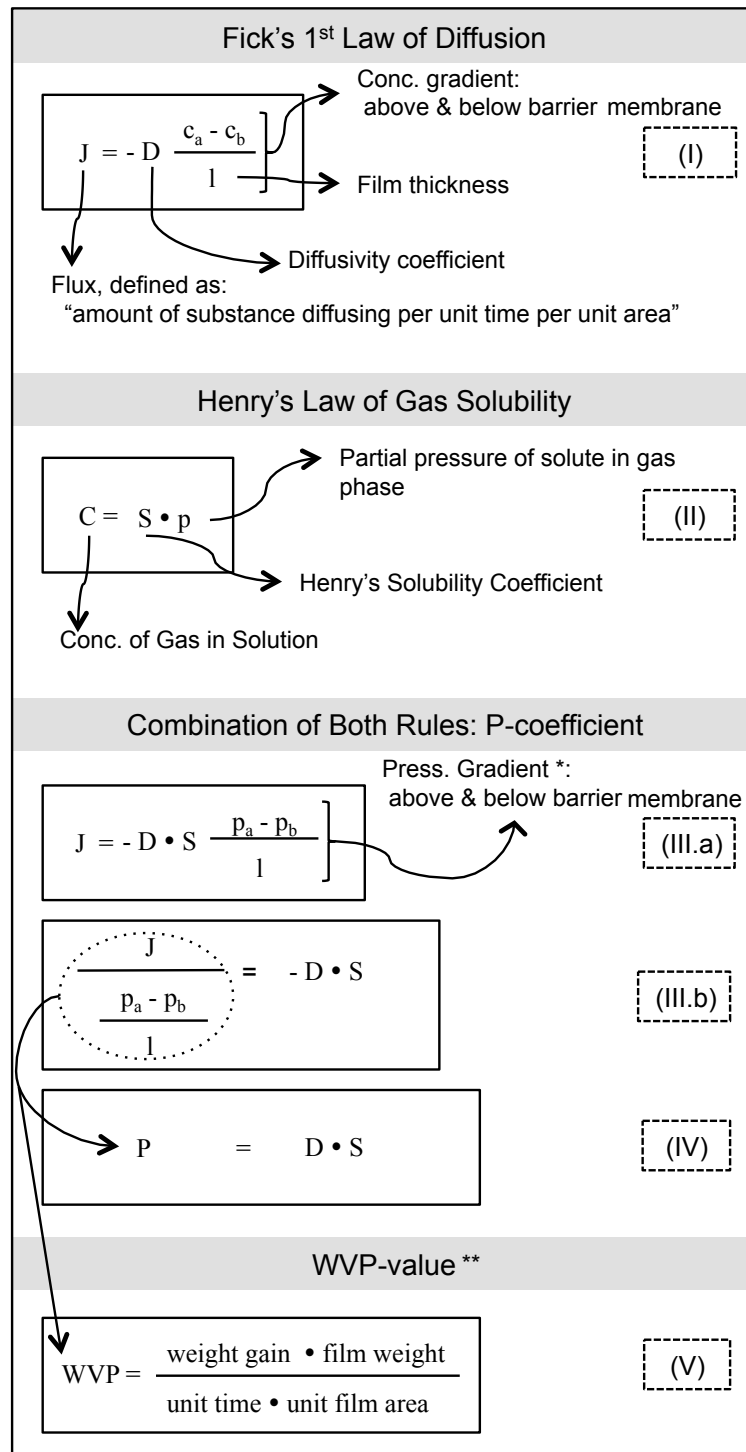 Fick's 1st Law of Diffusion
Conc. gradient:
above & below barrier membrane
J = - D (c_a - c_b) / l
(I)
Film thickness
Diffusivity coefficient
Flux, defined as:
“amount of substance diffusing per unit time per unit area”
Henry's Law of Gas Solubility
Partial pressure of solute in gas
phase
C = S • p
(II)
Henry's Solubility Coefficient
Conc. of Gas in Solution
Combination of Both Rules: P-coefficient
Press. Gradient *:
above & below barrier membrane
J = - D • S (p_a - p_b) / l
(III.a)
J / ((p_a - p_b) / l) = - D • S
(III.b)
P = D • S
(IV)
WVP-value **
WVP = (weight gain • film weight) / (unit time • unit film area)
(V)